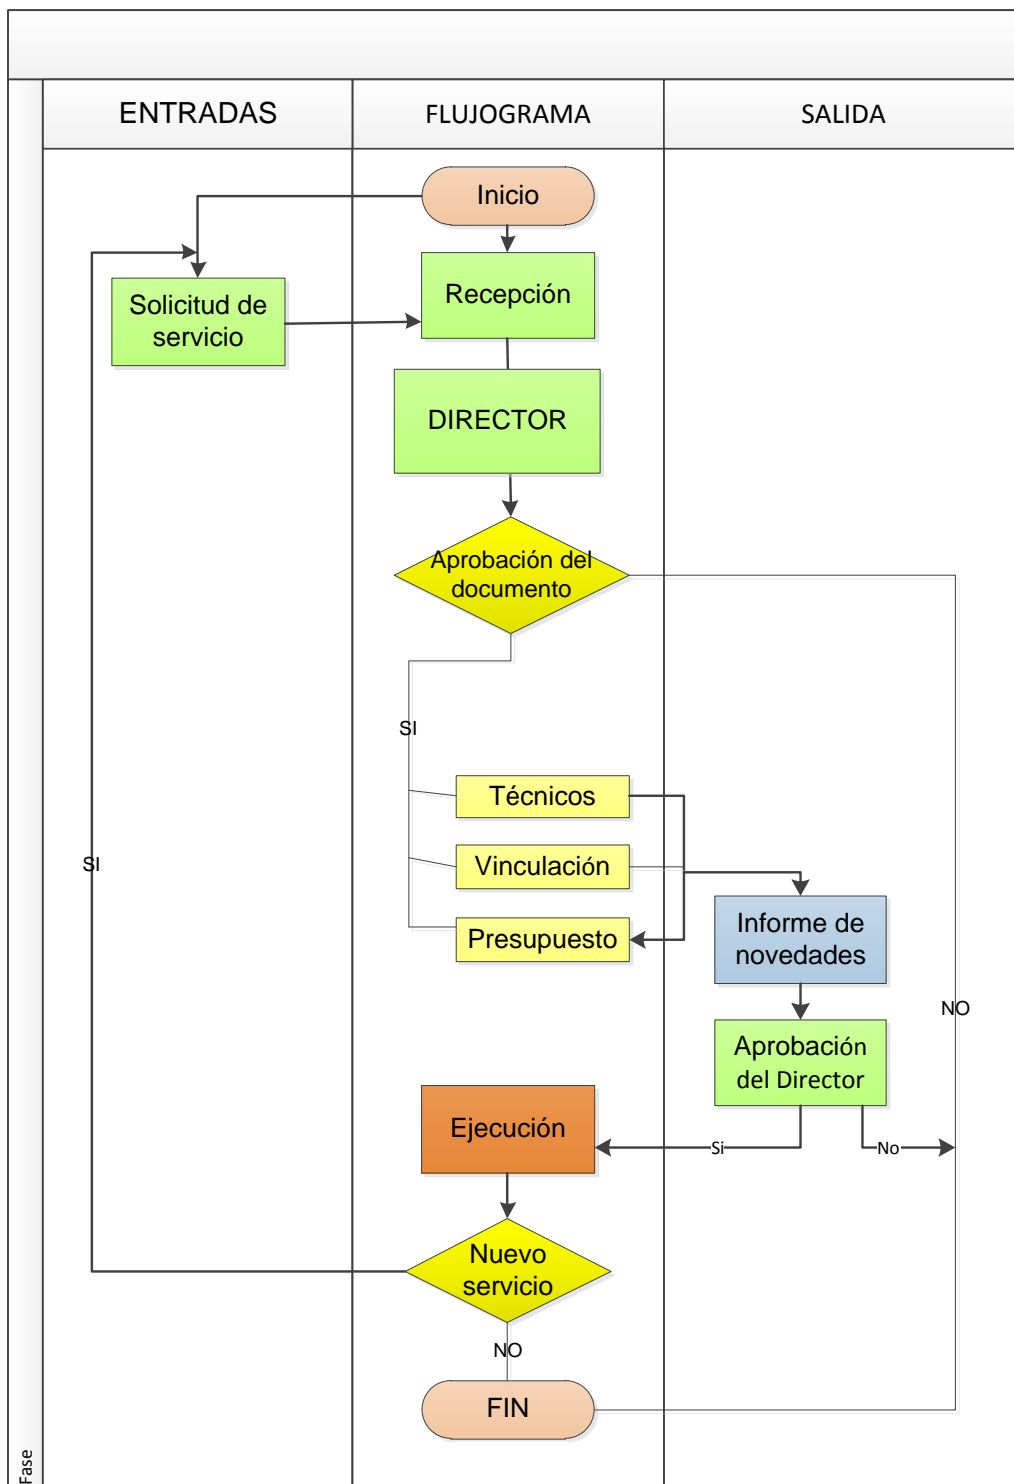 ENTRADAS
FLUJOGRAMA
SALIDA
Inicio
Recepción
Solicitud de
servicio
DIRECTOR
Aprobación del
documento
SI
Técnicos
Vinculación
SI
Presupuesto
Informe de
novedades
NO
Aprobación
del Director
Ejecución
Si
No
Nuevo
servicio
NO
FIN
Fase